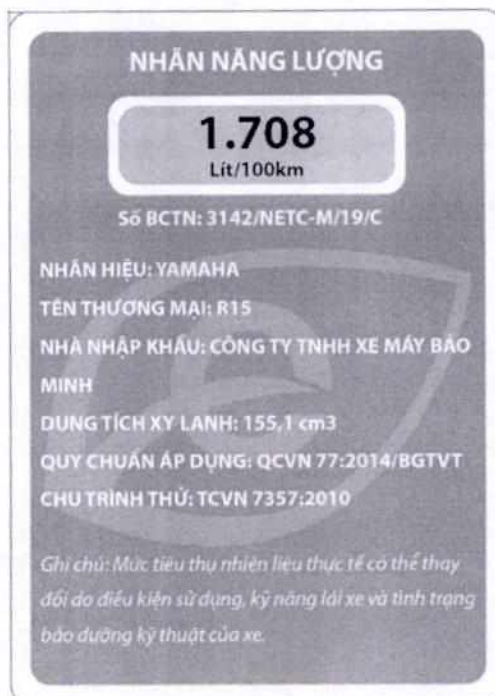 NHÃN NĂNG LƯỢNG
1.708
Lít/100km
Số BCTN: 3142/NETC-M/19/C
NHÃN HIỆU: YAMAHA
TÊN THƯƠNG MẠI: R15
NHÀ NHẬP KHẨU: CÔNG TY TNHH XE MÁY BẢO
MINH
DUNG TÍCH XY LANH: 155,1 cm3
QUY CHUẨN ÁP DỤNG: QCVN 77:2014/BGTVT
CHU TRÌNH THỬ: TCVN 7357:2010
Ghi chú: Mức tiêu thụ nhiên liệu thực tế có thể thay
đổi do điều kiện sử dụng, kỹ năng lái xe và tình trạng
bảo dưỡng kỹ thuật của xe.